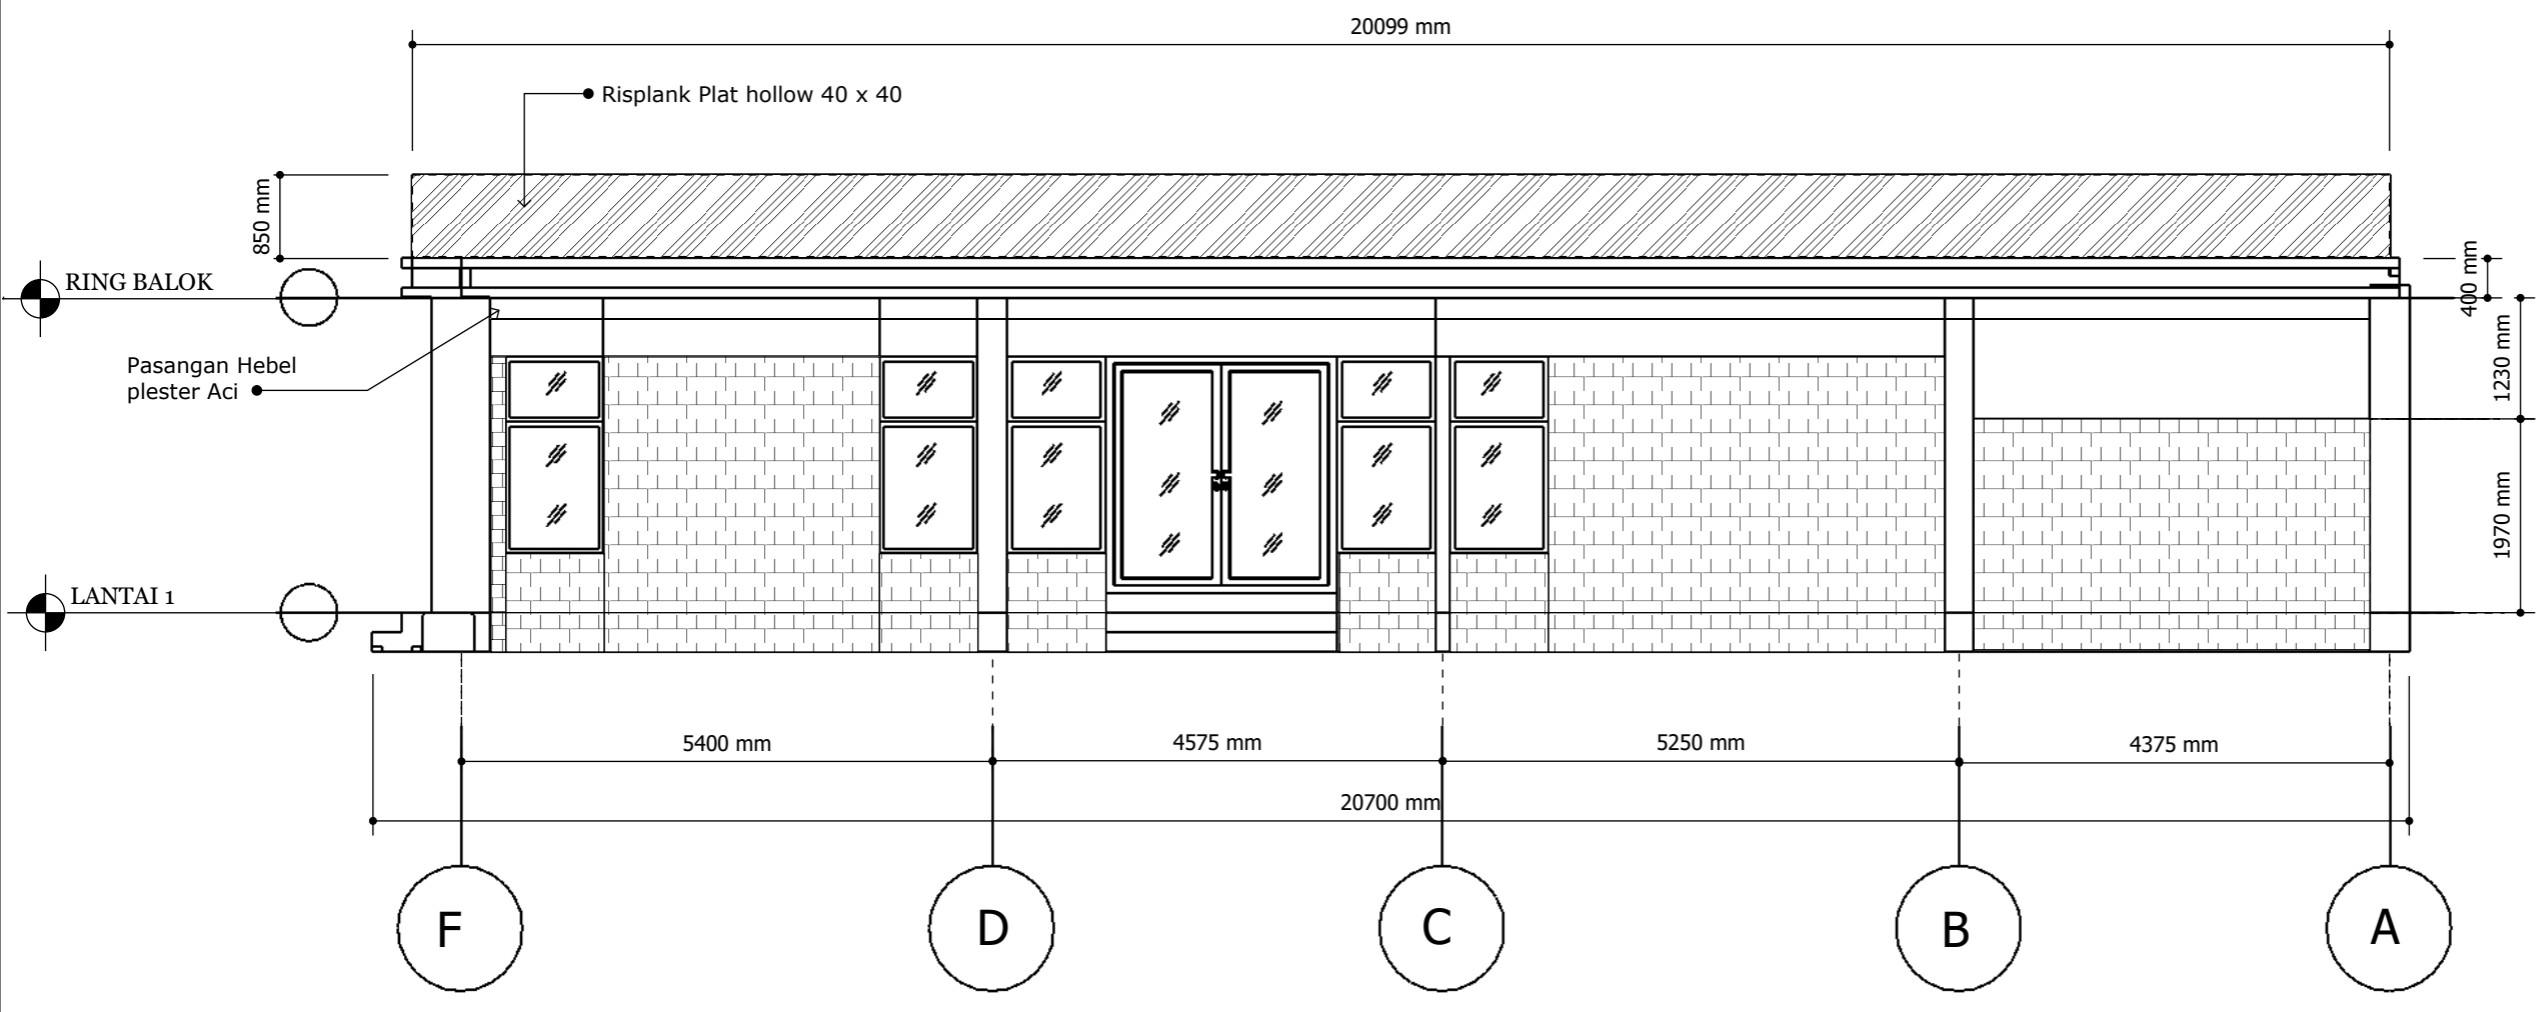 20099 mm
Risplank Plat hollow 40 x 40
850 mm
RING BALOK
400 mm
Pasangan Hebel
plester Aci
1230 mm
1970 mm
LANTAI 1
5400 mm
4575 mm
5250 mm
4375 mm
20700 mm
F
D
C
B
A